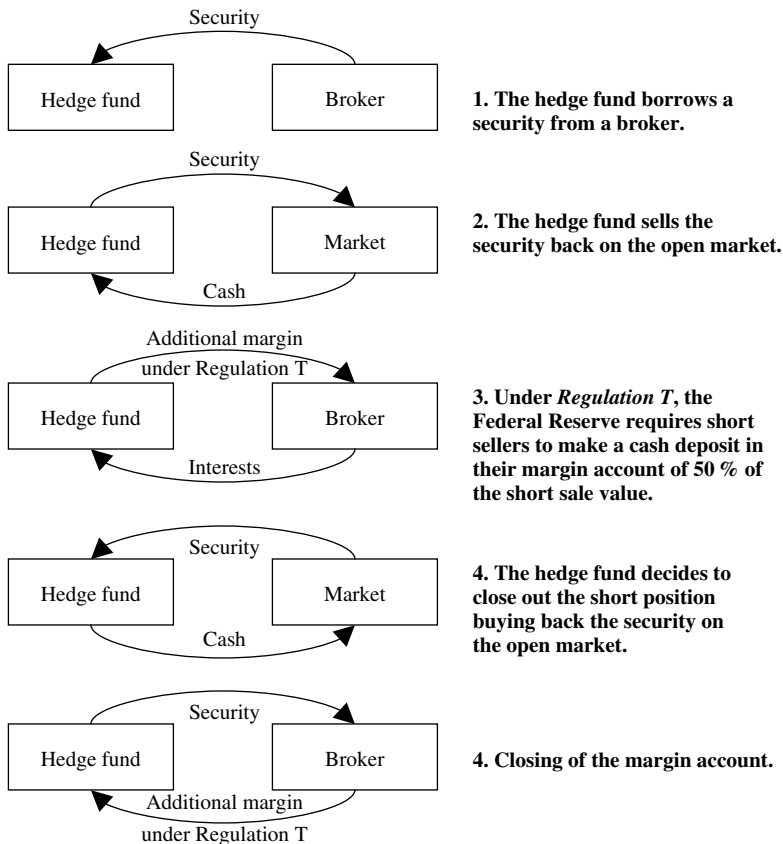 Security
Hedge fund
Broker
1. The hedge fund borrows a
security from a broker.
Security
Hedge fund
Market
2. The hedge fund sells the
security back on the open market.
Cash
Additional margin
under Regulation T
Hedge fund
Broker
3. Under Regulation T, the
Federal Reserve requires short
sellers to make a cash deposit in
their margin account of 50 % of
the short sale value.
Interests
Security
Hedge fund
Market
4. The hedge fund decides to
close out the short position
buying back the security on
the open market.
Cash
Security
Hedge fund
Broker
4. Closing of the margin account.
Additional margin
under Regulation T